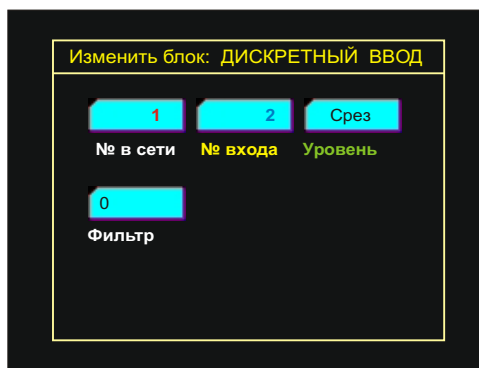 Изменить блок: ДИСКРЕТНЫЙ ВВОД
1 2 Срез
№ в сети № входа Уровень
0
Фильтр